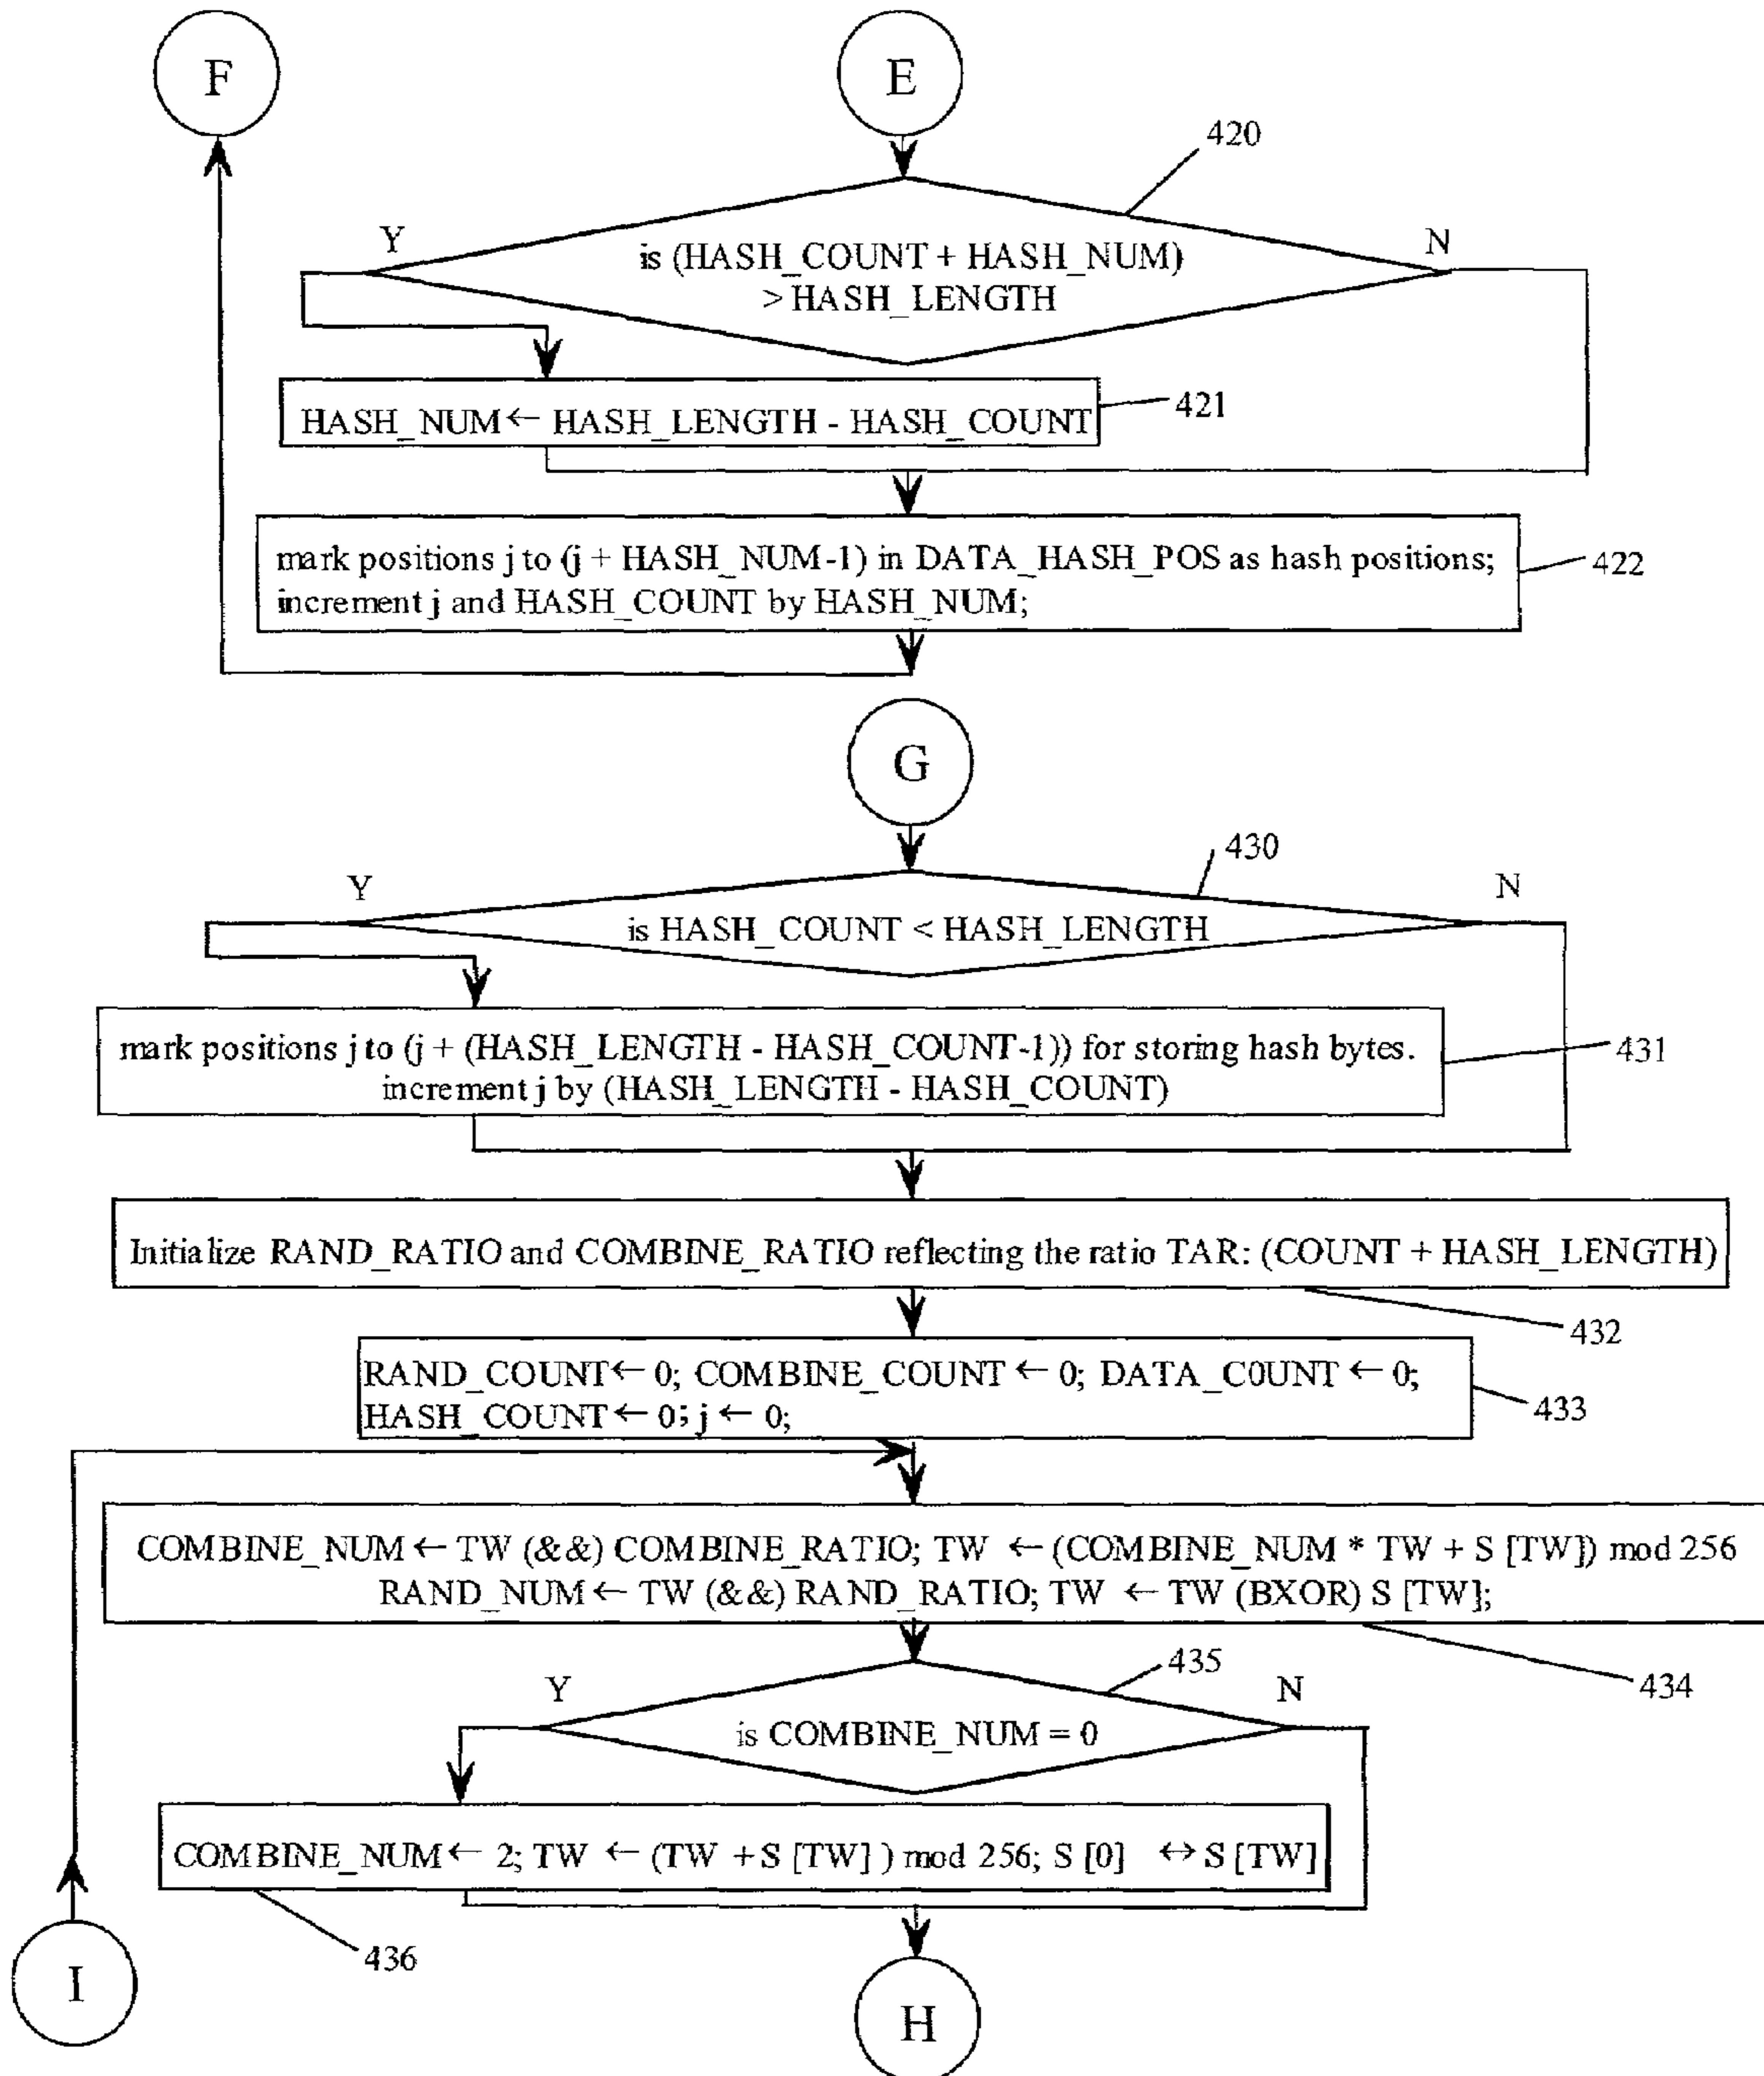 F
E
420
Y
N
is (HASH_COUNT + HASH_NUM)
> HASH_LENGTH
HASH_NUM ← HASH_LENGTH - HASH_COUNT
421
mark positions j to (j + HASH_NUM-1) in DATA_HASH_POS as hash positions;
increment j and HASH_COUNT by HASH_NUM;
422
G
430
Y
N
is HASH_COUNT < HASH_LENGTH
mark positions j to (j + (HASH_LENGTH - HASH_COUNT-1)) for storing hash bytes.
increment j by (HASH_LENGTH - HASH_COUNT)
431
Initialize RAND_RATIO and COMBINE_RATIO reflecting the ratio TAR: (COUNT + HASH_LENGTH)
432
RAND_COUNT ← 0; COMBINE_COUNT ← 0; DATA_C0UNT ← 0;
HASH_COUNT ← 0; j ← 0;
433
COMBINE_NUM ← TW (&&) COMBINE_RATIO; TW ← (COMBINE_NUM * TW + S [TW]) mod 256
RAND_NUM ← TW (&&) RAND_RATIO; TW ← TW (BXOR) S [TW];
434
435
Y
N
is COMBINE_NUM = 0
COMBINE_NUM ← 2; TW ← (TW + S [TW] ) mod 256; S [0] ↔ S [TW]
436
I
H